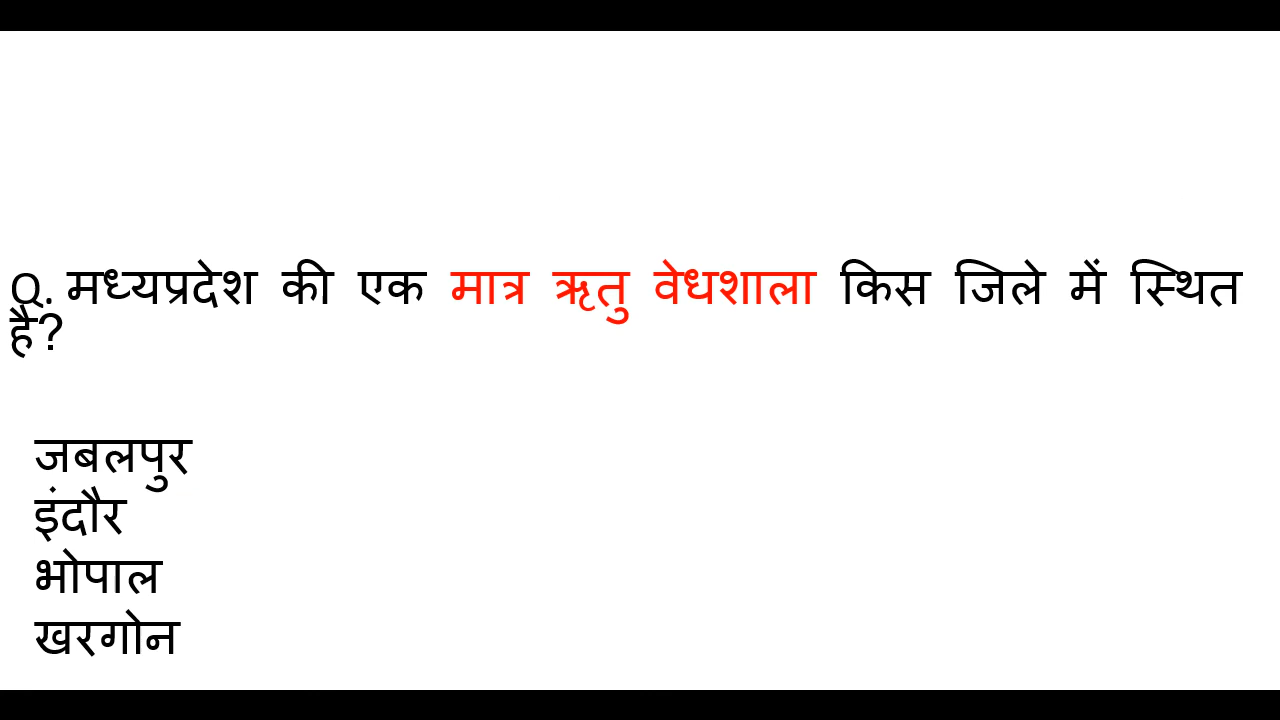 Q. मध्यप्रदेश की एक मात्र ऋतु वेधशाला किस जिले में स्थित
है?
जबलपुर
इंदौर
भोपाल
खरगोन